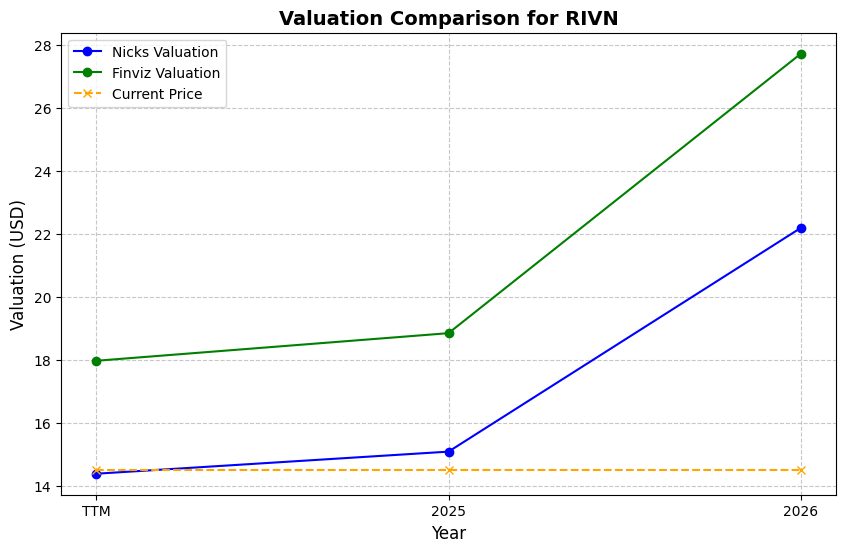 Valuation Comparison for RIVN
Nicks Valuation
Finviz Valuation
Current Price
Valuation (USD)
28
26
24
22
20
18
16
14
TTM
2025
2026
Year